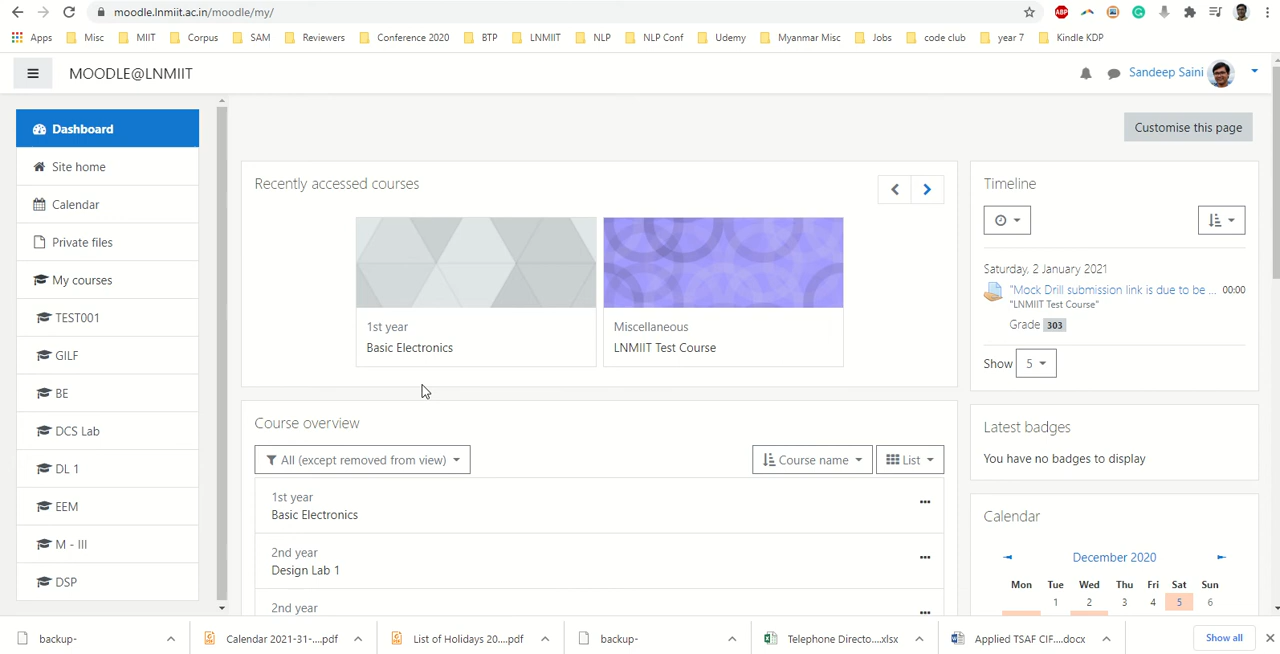 moodle.lnmiit.ac.in/moodle/my/
ABP
Apps Misc MIIT Corpus SAM Reviewers Conference 2020 BTP LNMIIT NLP NLP Conf Udemy Myanmar Misc Jobs code club year 7 Kindle KDP
MOODLE@LNMIIT
Sandeep Saini
Dashboard
Site home
Calendar
Private files
My courses
TEST001
GILF
BE
DCS Lab
DL 1
EEM
M - III
DSP
Customise this page
Recently accessed courses
1st year
Basic Electronics
Miscellaneous
LNMIIT Test Course
Course overview
All (except removed from view)
Course name
List
1st year
Basic Electronics
2nd year
Design Lab 1
2nd year
Timeline
Saturday, 2 January 2021
"Mock Drill submission link is due to be ... 00:00
"LNMIIT Test Course"
Grade 303
Show 5
Latest badges
You have no badges to display
Calendar
December 2020
Mon Tue Wed Thu Fri Sat Sun
1 2 3 4 5 6
backup-
Calendar 2021-31-....pdf
List of Holidays 20....pdf
backup-
Telephone Directo....xlsx
Applied TSAF CIF....docx
Show all